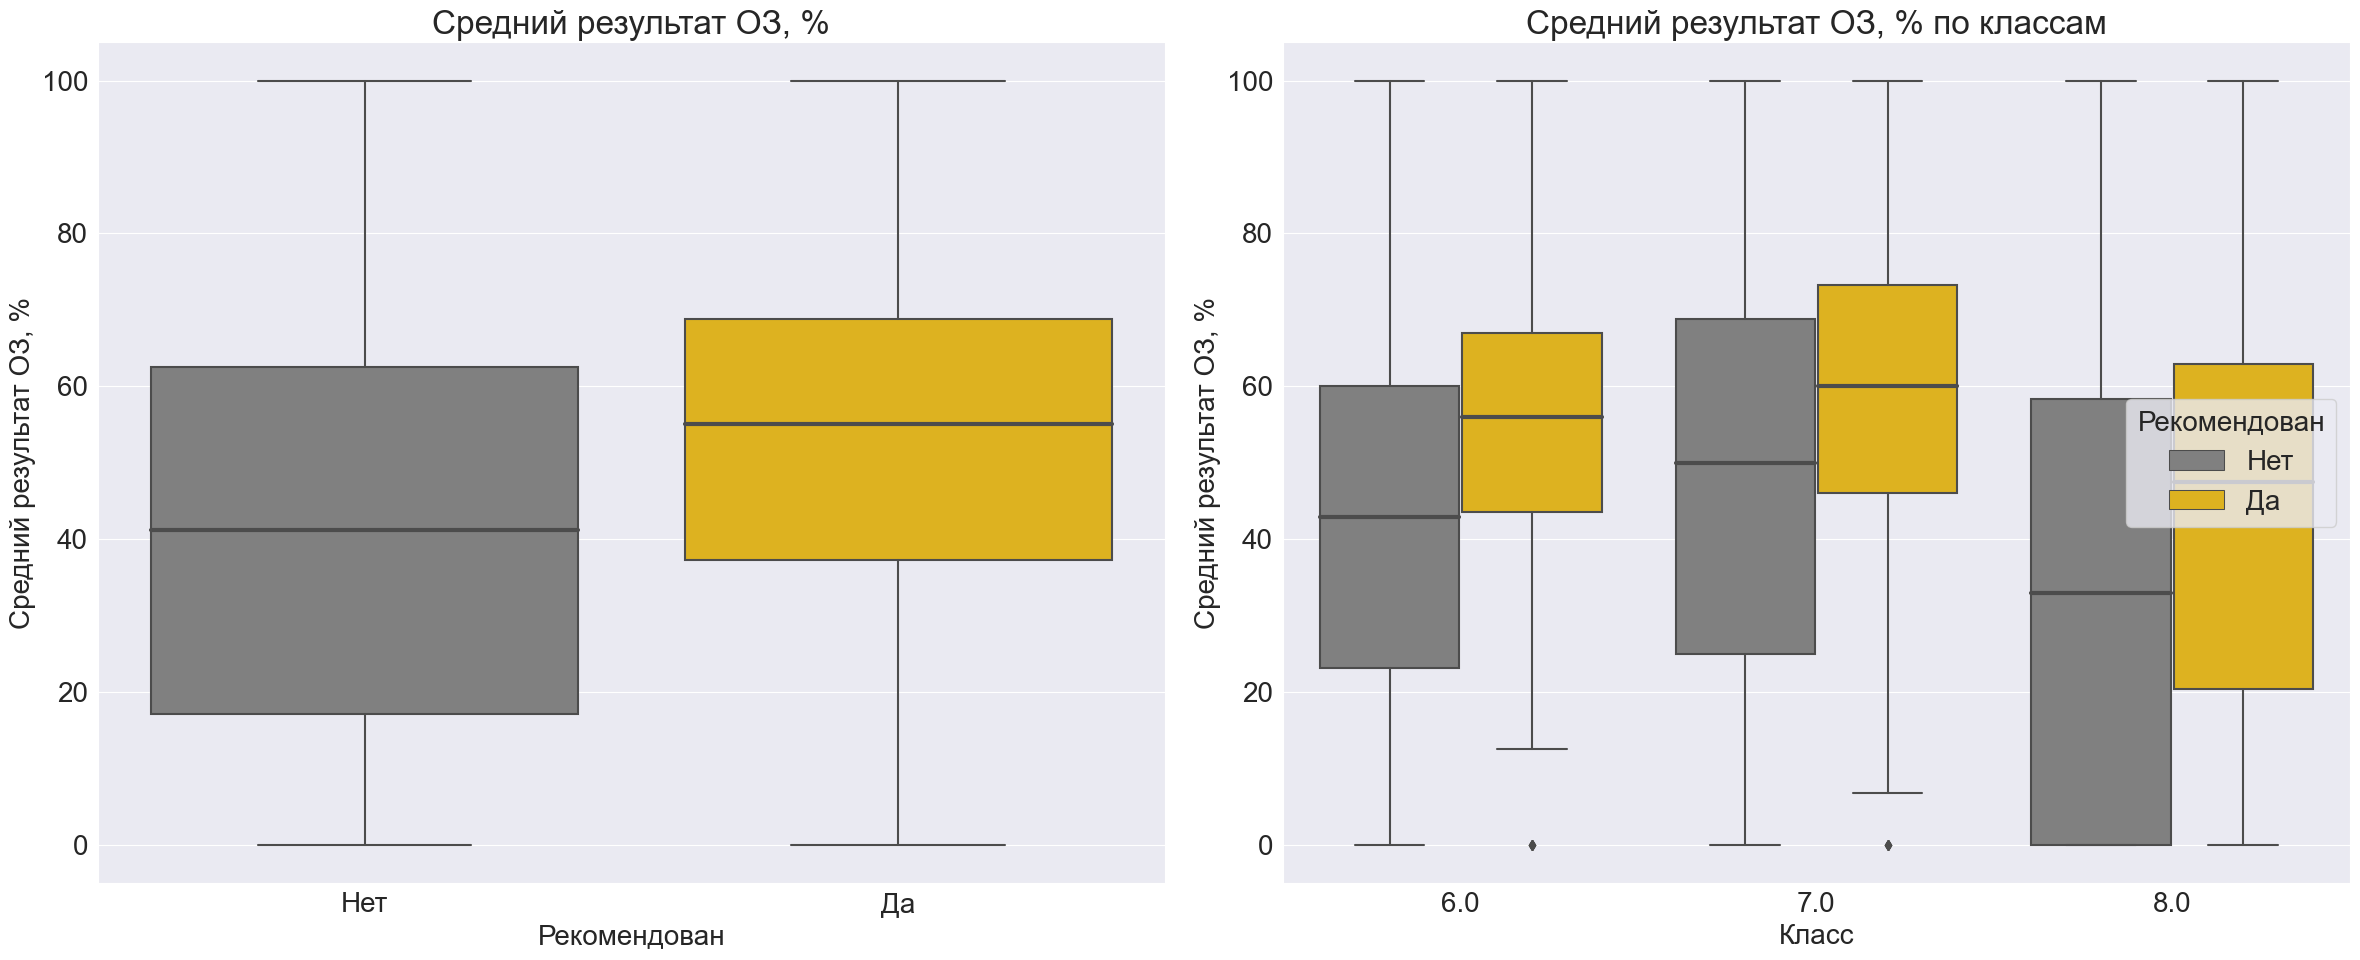 Средний результат ОЗ, %
Средний результат ОЗ, %
100
80
60
40
20
0
Нет
Да
Рекомендован
Средний результат ОЗ, % по классам
Средний результат ОЗ, %
100
80
60
40
20
0
Рекомендован
Нет
Да
6.0
7.0
8.0
Класс